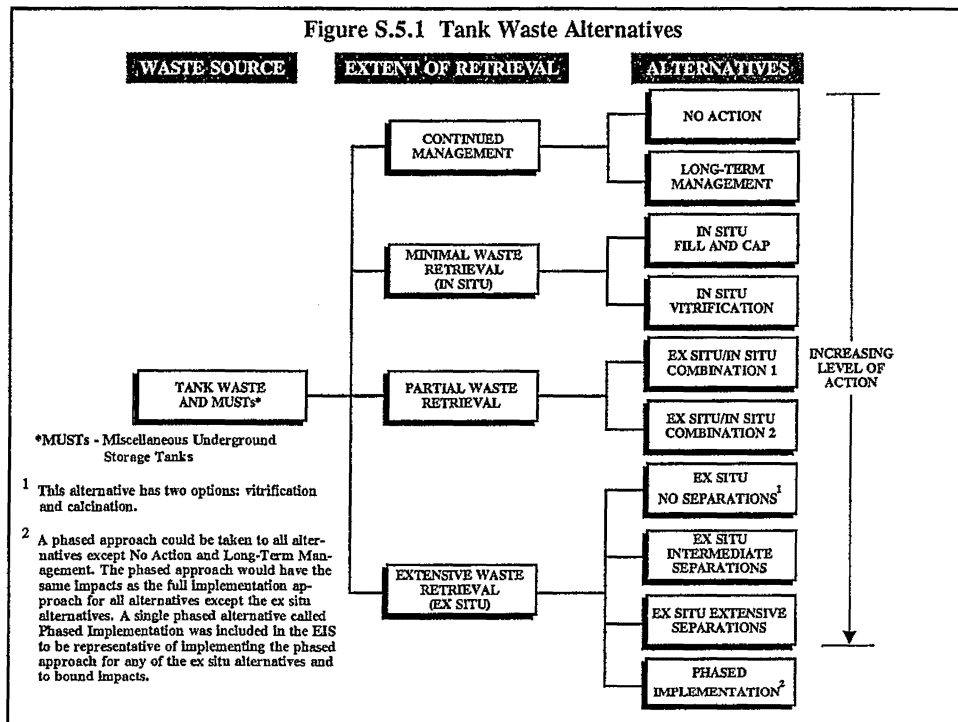 Figure S.5.1 Tank Waste Alternatives
WASTE SOURCE
EXTENT OF RETRIEVAL
ALTERNATIVES
CONTINUED
MANAGEMENT
NO ACTION
LONG-TERM
MANAGEMENT
MINIMAL WASTE
RETRIEVAL
(IN SITU)
IN SITU
FILL AND CAP
IN SITU
VITRIFICATION
TANK WASTE
AND MUSTs*
PARTIAL WASTE
RETRIEVAL
EX SITU/IN SITU
COMBINATION 1
EX SITU/IN SITU
COMBINATION 2
INCREASING
LEVEL OF
ACTION
EXTENSIVE WASTE
RETRIEVAL
(EX SITU)
EX SITU
NO SEPARATIONS1
EX SITU
INTERMEDIATE
SEPARATIONS
EX SITU EXTENSIVE
SEPARATIONS
PHASED
IMPLEMENTATION2
*MUSTs - Miscellaneous Underground
Storage Tanks
1 This alternative has two options: vitrification
and calcination.
2 A phased approach could be taken to all alter-
natives except No Action and Long-Term Man-
agement. The phased approach would have the
same impacts as the full implementation ap-
proach for all alternatives except the ex situ
alternatives. A single phased alternative called
Phased Implementation was included in the EIS
to be representative of implementing the phased
approach for any of the ex situ alternatives and
to bound impacts.